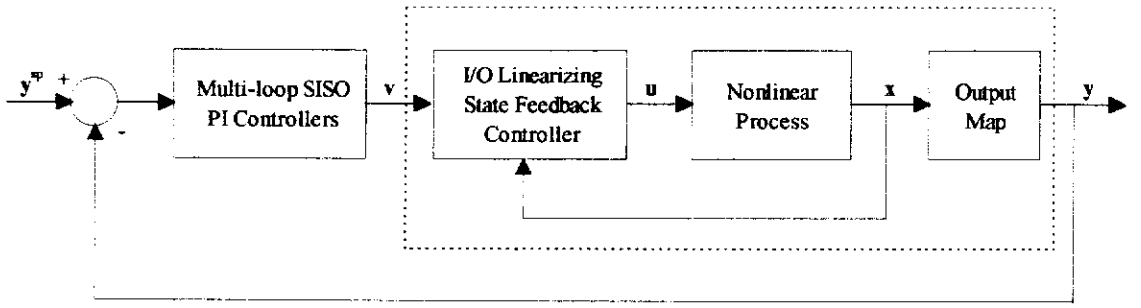 y^sp +
-
Multi-loop SISO
PI Controllers
v
I/O Linearizing
State Feedback
Controller
u
Nonlinear
Process
x
Output
Map
y